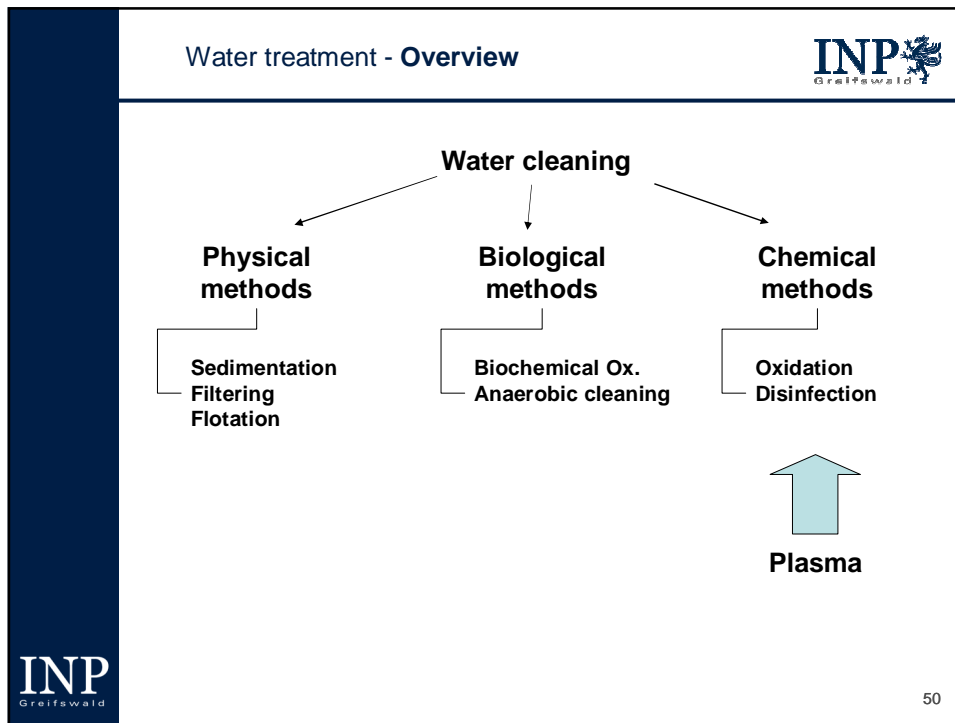 Water treatment - Overview
INP
Greifswald
Water cleaning
Physical
methods
Biological
methods
Chemical
methods
Sedimentation
Filtering
Flotation
Biochemical Ox.
Anaerobic cleaning
Oxidation
Disinfection
Plasma
INP
Greifswald
50